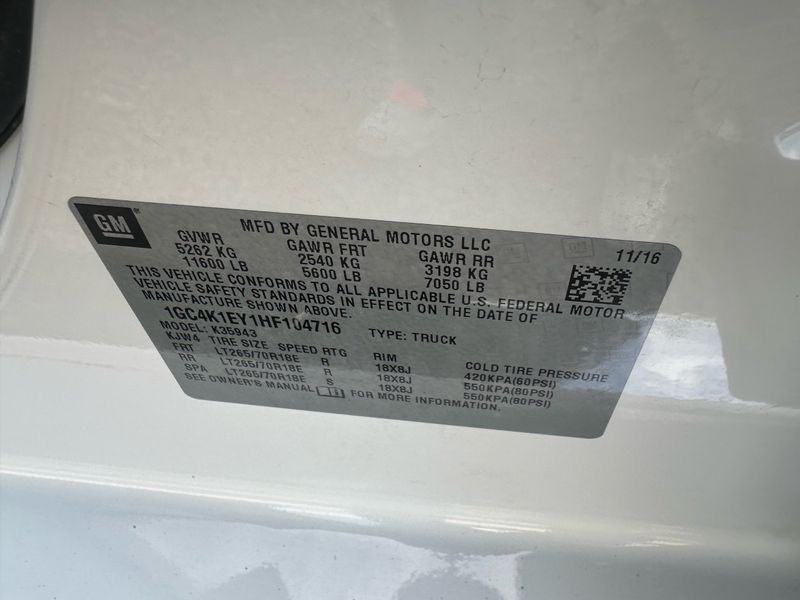 GM
MFD BY GENERAL MOTORS LLC
11/16
GVWR GAWR FRT GAWR RR
5262 KG 2540 KG 3198 KG
11600 LB 5600 LB 7050 LB
THIS VEHICLE CONFORMS TO ALL APPLICABLE U.S. FEDERAL MOTOR
VEHICLE SAFETY STANDARDS IN EFFECT ON THE DATE OF
MANUFACTURE SHOWN ABOVE.
1GC4K1EY1HF104716 TYPE: TRUCK
MODEL: K35943
KJW4 TIRE SIZE SPEED RTG RIM COLD TIRE PRESSURE
FRT LT265/70R18E R 18X8J 420KPA(60PSI)
RR LT265/70R18E R 18X8J 550KPA(80PSI)
SPA LT265/70R18E S 18X8J 550KPA(80PSI)
SEE OWNER'S MANUAL FOR MORE INFORMATION.